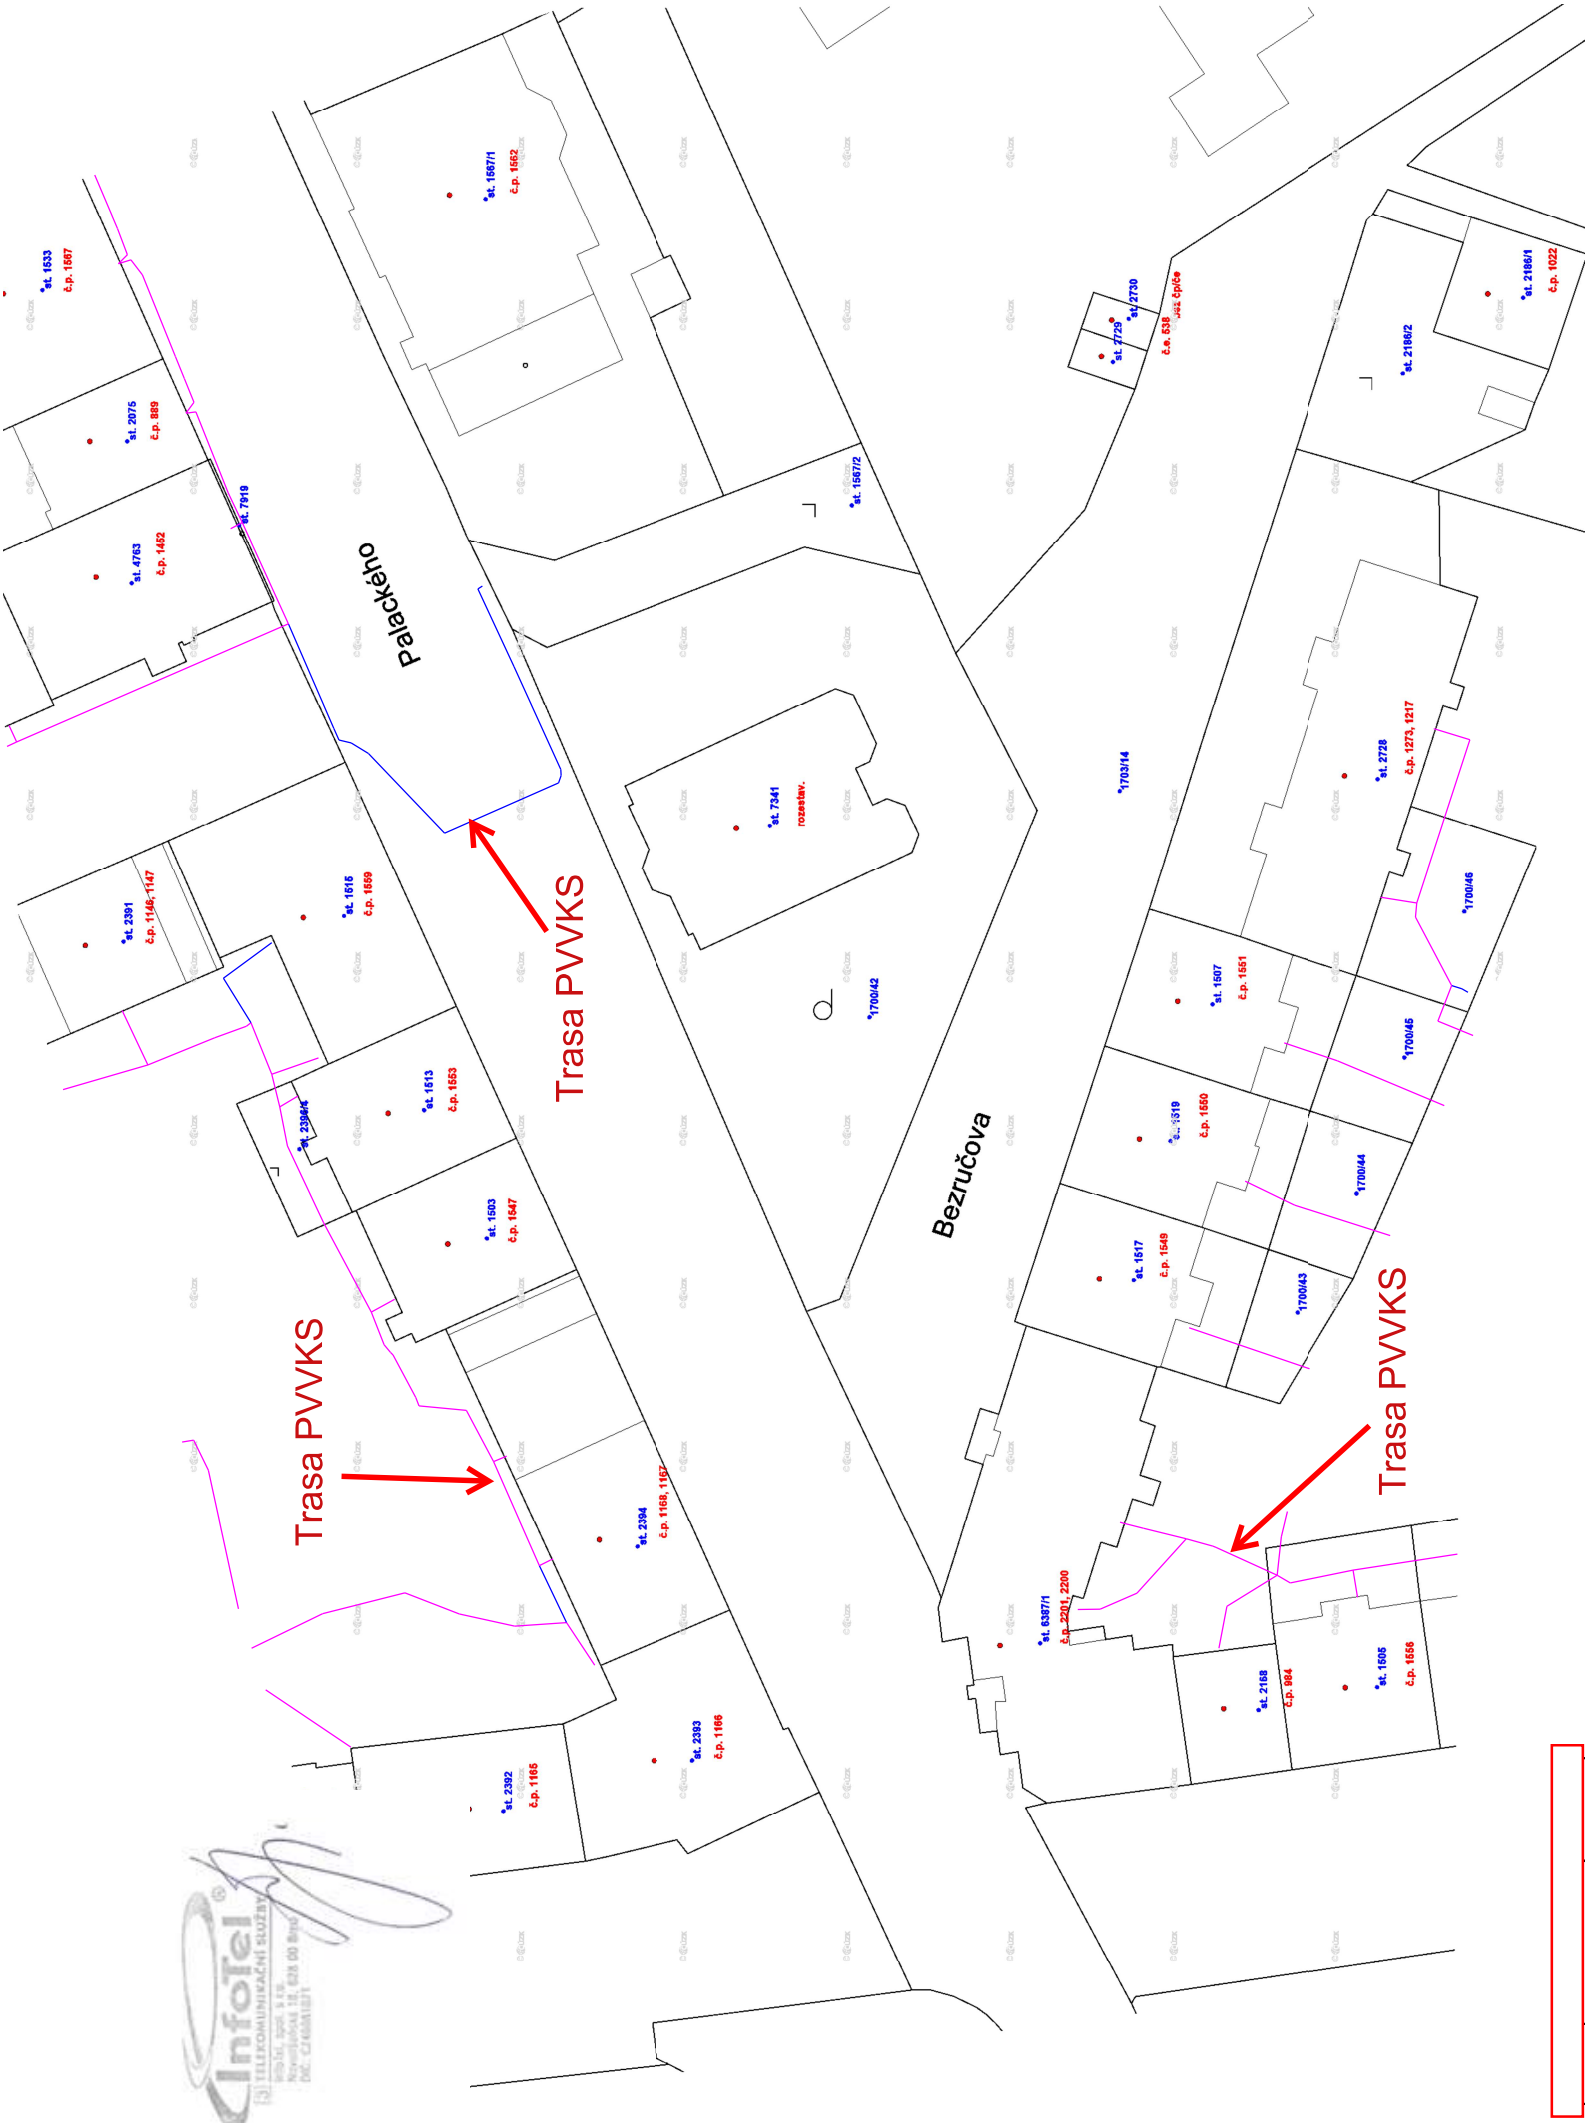 st. 1533
č.p. 1567
st. 2075
č.p. 889
st. 4763
č.p. 1452
st. 7919
Palackého
st. 1567/1
č.p. 1562
st. 1567/2
st. 2729
st. 2730
č.e. 538
st. 2186/2
st. 2186/1
č.p. 1022
st. 2391
č.p. 1146, 1147
st. 1515
č.p. 1559
Trasa PVVKS
st. 7341
rozestav.
1700/42
1703/14
st. 2728
č.p. 1273, 1217
1700/46
st. 1507
č.p. 1551
1700/45
č.p. 1550
1700/44
st. 1517
č.p. 1549
1700/43
Bezručova
st. 2396/4
st. 1513
č.p. 1553
st. 1503
č.p. 1547
Trasa PVVKS
st. 2394
č.p. 1168, 1167
st. 2393
č.p. 1166
st. 2392
č.p. 1165
Trasa PVVKS
st. 6387/1
č.p. 2201, 2200
st. 2168
č.p. 984
st. 1505
č.p. 1556
InfoTel
TELEKOMUNIKAČNÍ SLUŽBY